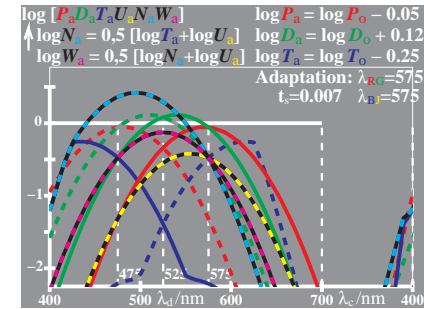 log [PaDaTaUaNaWa] log Pa = log Po − 0.05
log Na = 0,5 [log Ta+log Ua] log Da = log Do + 0.12
log Wa = 0,5 [log Na+log Ua] log Ta = log To − 0.25
Adaptation: λRG=575
ts=0.007 λBJ=575
0
−1
−2
475 525 575
400 500 600 700 400
λd/nm λc/nm